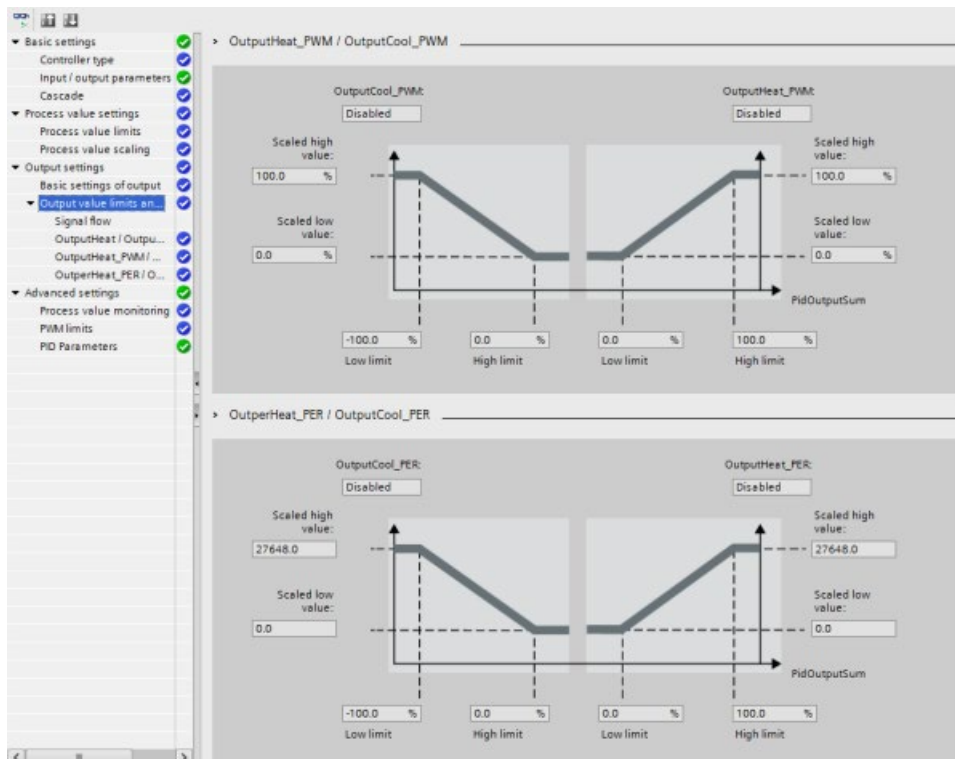 Basic settings
Controller type
Input / output parameters
Cascade
Process value settings
Process value limits
Process value scaling
Output settings
Basic settings of output
Output value limits an...
Signal flow
OutputHeat / Outpu...
OutputHeat_PWM / ...
OutperHeat_PER / O...
Advanced settings
Process value monitoring
PWM limits
PID Parameters
OutputHeat_PWM / OutputCool_PWM
OutputCool_PWM:
Disabled
OutputHeat_PWM:
Disabled
Scaled high
value:
100.0 %
Scaled high
value:
100.0 %
Scaled low
value:
0.0 %
Scaled low
value:
0.0 %
PidOutputSum
-100.0 %
0.0 %
0.0 %
100.0 %
Low limit
High limit
Low limit
High limit
OutperHeat_PER / OutputCool_PER
OutputCool_PER:
Disabled
OutputHeat_PER:
Disabled
Scaled high
value:
27648.0
Scaled high
value:
27648.0
Scaled low
value:
0.0
Scaled low
value:
0.0
PidOutputSum
-100.0 %
0.0 %
0.0 %
100.0 %
Low limit
High limit
Low limit
High limit